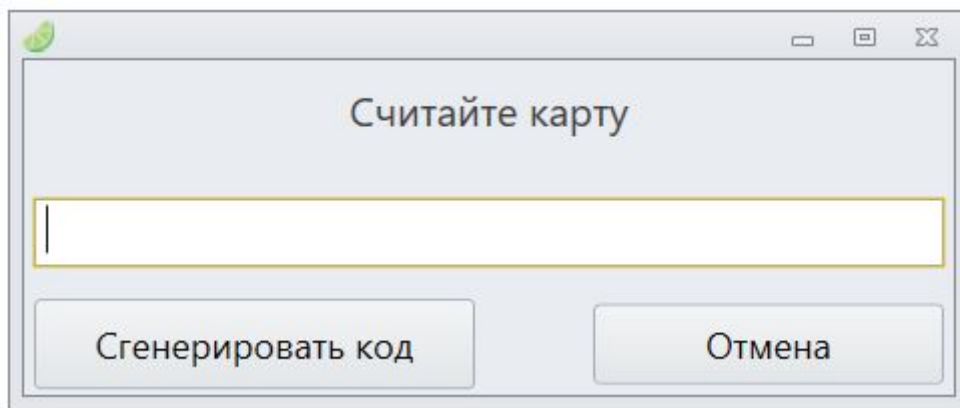 Считайте карту
Сгенерировать код
Отмена